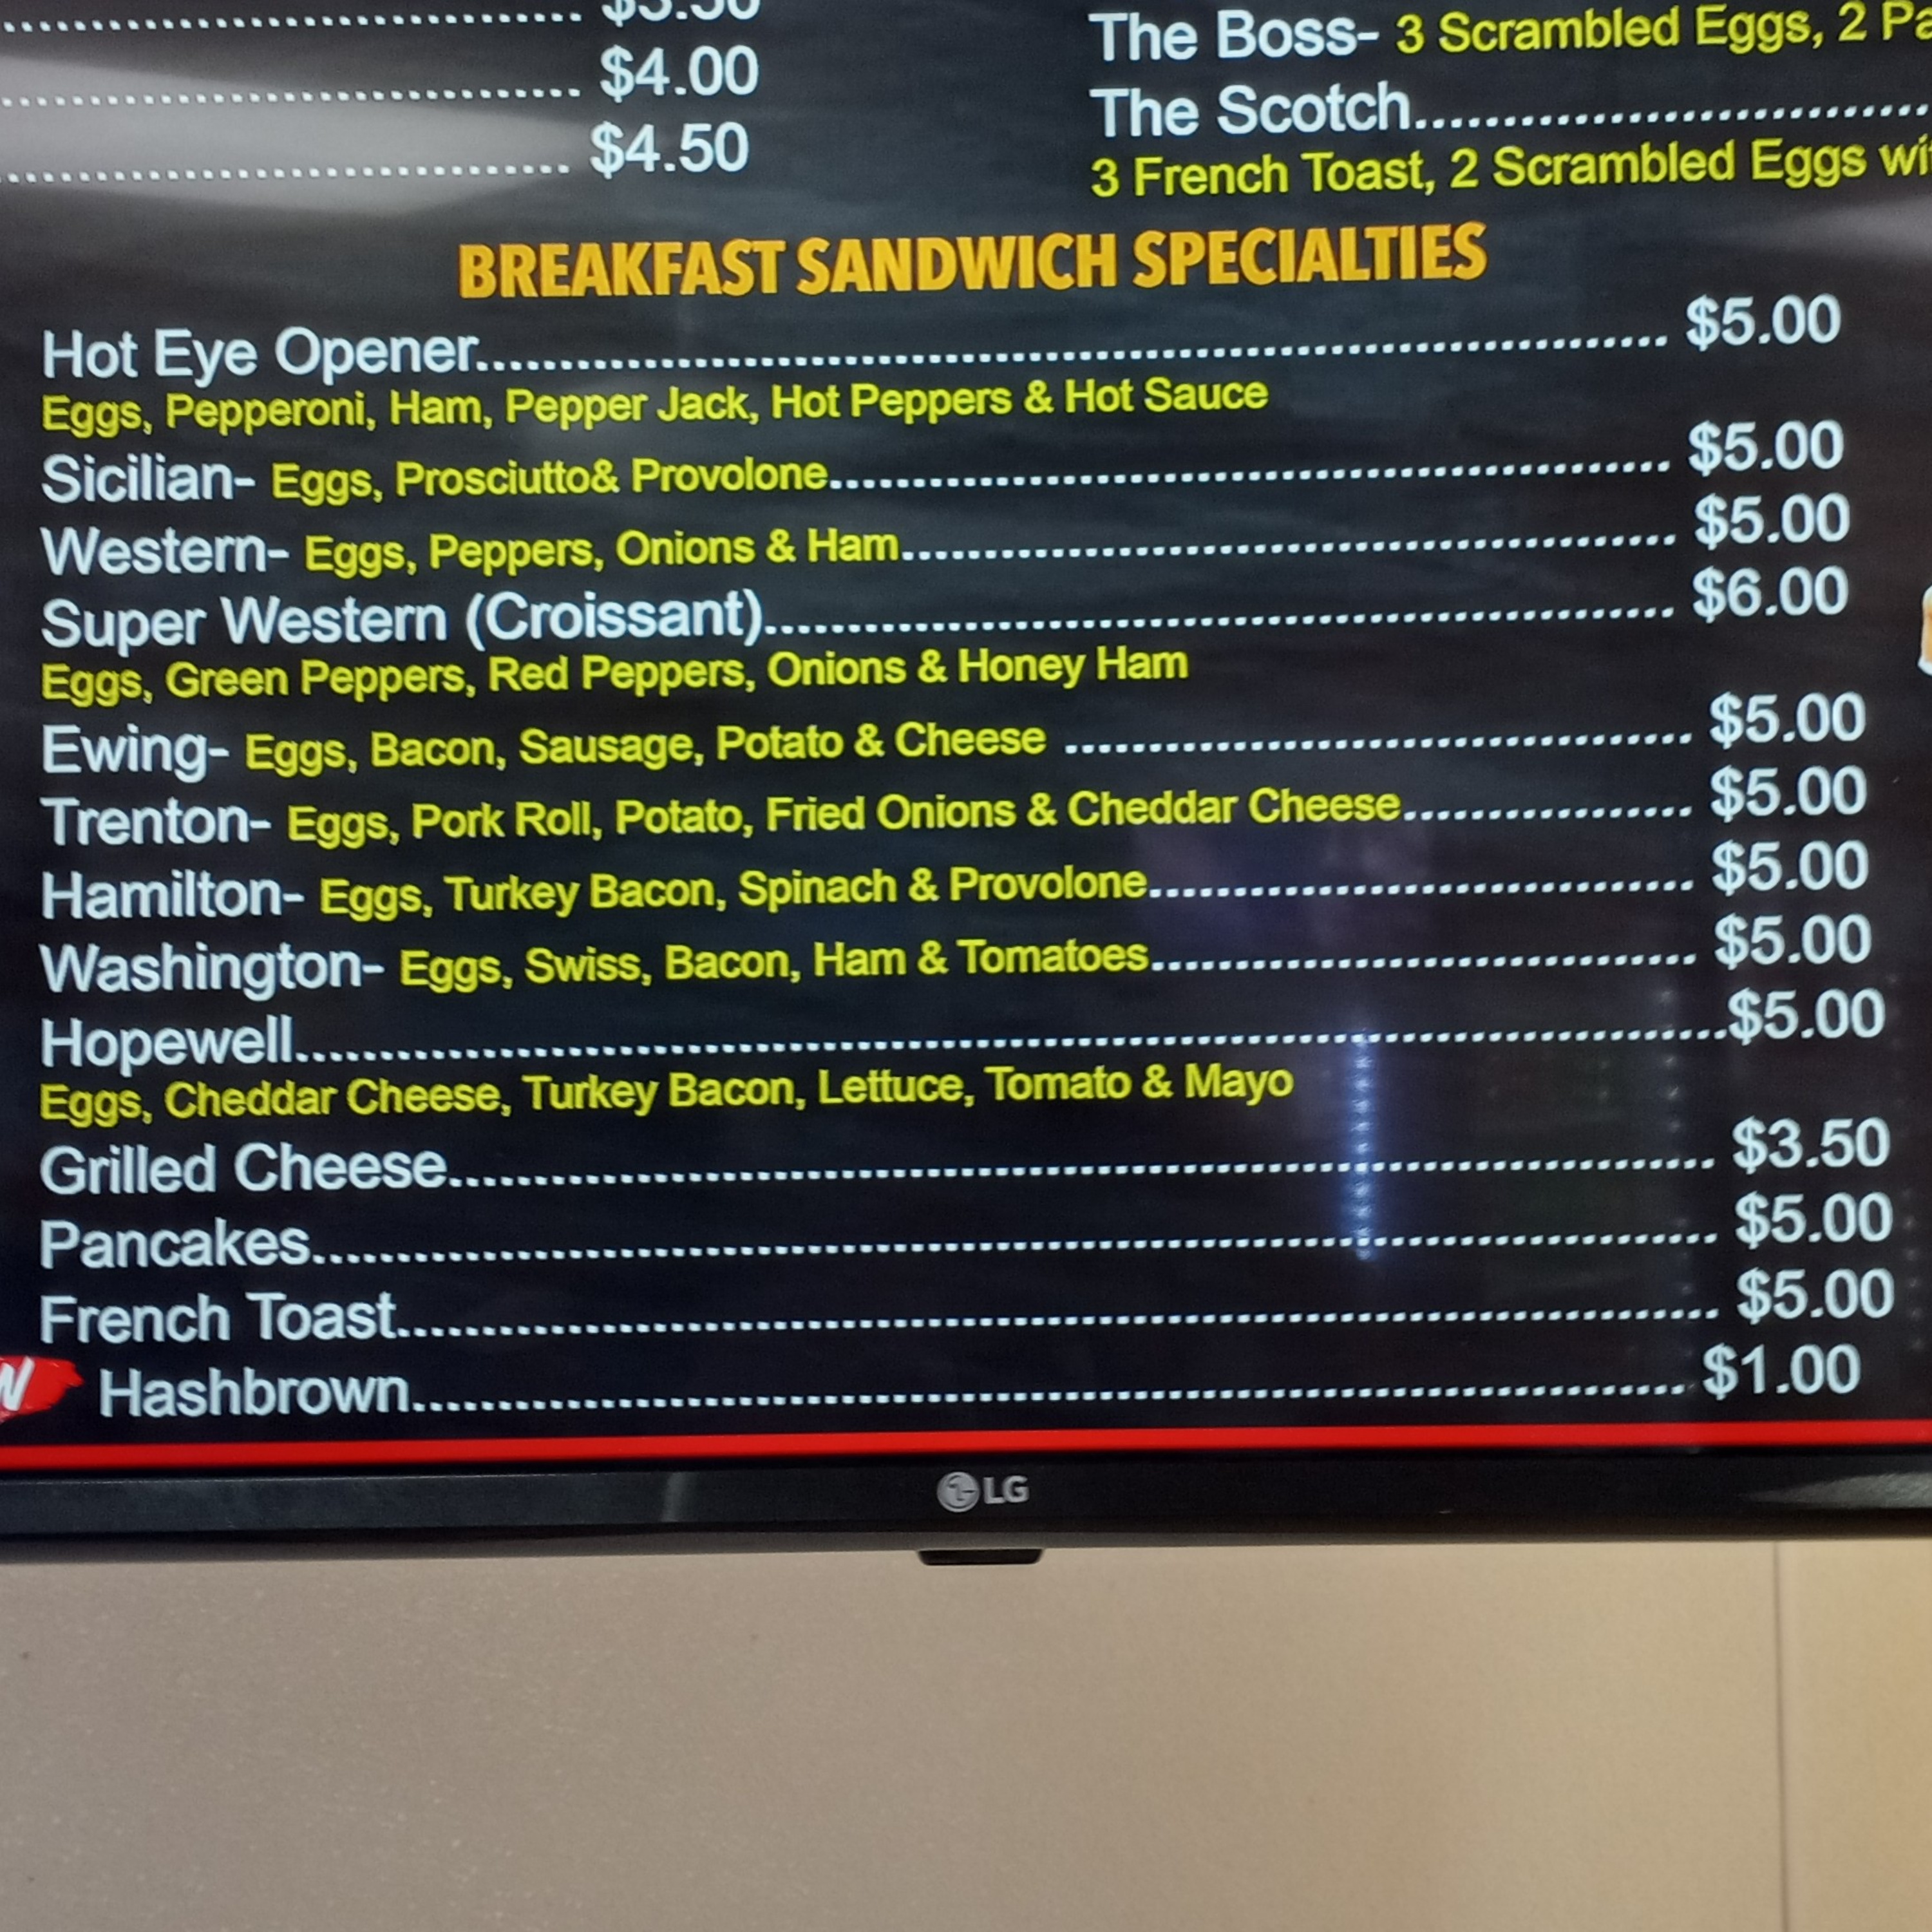 $4.00
$4.50
The Boss- 3 Scrambled Eggs, 2
The Scotch..............................
3 French Toast, 2 Scrambled Eggs
BREAKFAST SANDWICH SPECIALTIES
Hot Eye Opener.............................. $5.00
Eggs, Pepperoni, Ham, Pepper Jack, Hot Peppers & Hot Sauce
Sicilian- Eggs, Prosciutto& Provolone.............................. $5.00
Western- Eggs, Peppers, Onions & Ham.............................. $5.00
Super Western (Croissant).............................. $6.00
Eggs, Green Peppers, Red Peppers, Onions & Honey Ham
Ewing- Eggs, Bacon, Sausage, Potato & Cheese .............................. $5.00
Trenton- Eggs, Pork Roll, Potato, Fried Onions & Cheddar Cheese.................. $5.00
Hamilton- Eggs, Turkey Bacon, Spinach & Provolone.............................. $5.00
Washington- Eggs, Swiss, Bacon, Ham & Tomatoes.............................. $5.00
Hopewell..............................$5.00
Eggs, Cheddar Cheese, Turkey Bacon, Lettuce, Tomato & Mayo
Grilled Cheese.............................. $3.50
Pancakes.............................. $5.00
French Toast.............................. $5.00
Hashbrown.............................. $1.00
LG